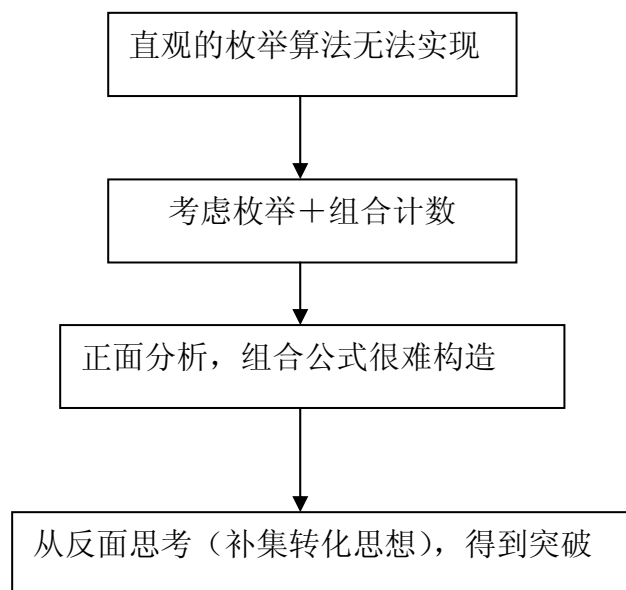 直观的枚举算法无法实现
考虑枚举＋组合计数
正面分析，组合公式很难构造
从反面思考（补集转化思想），得到突破